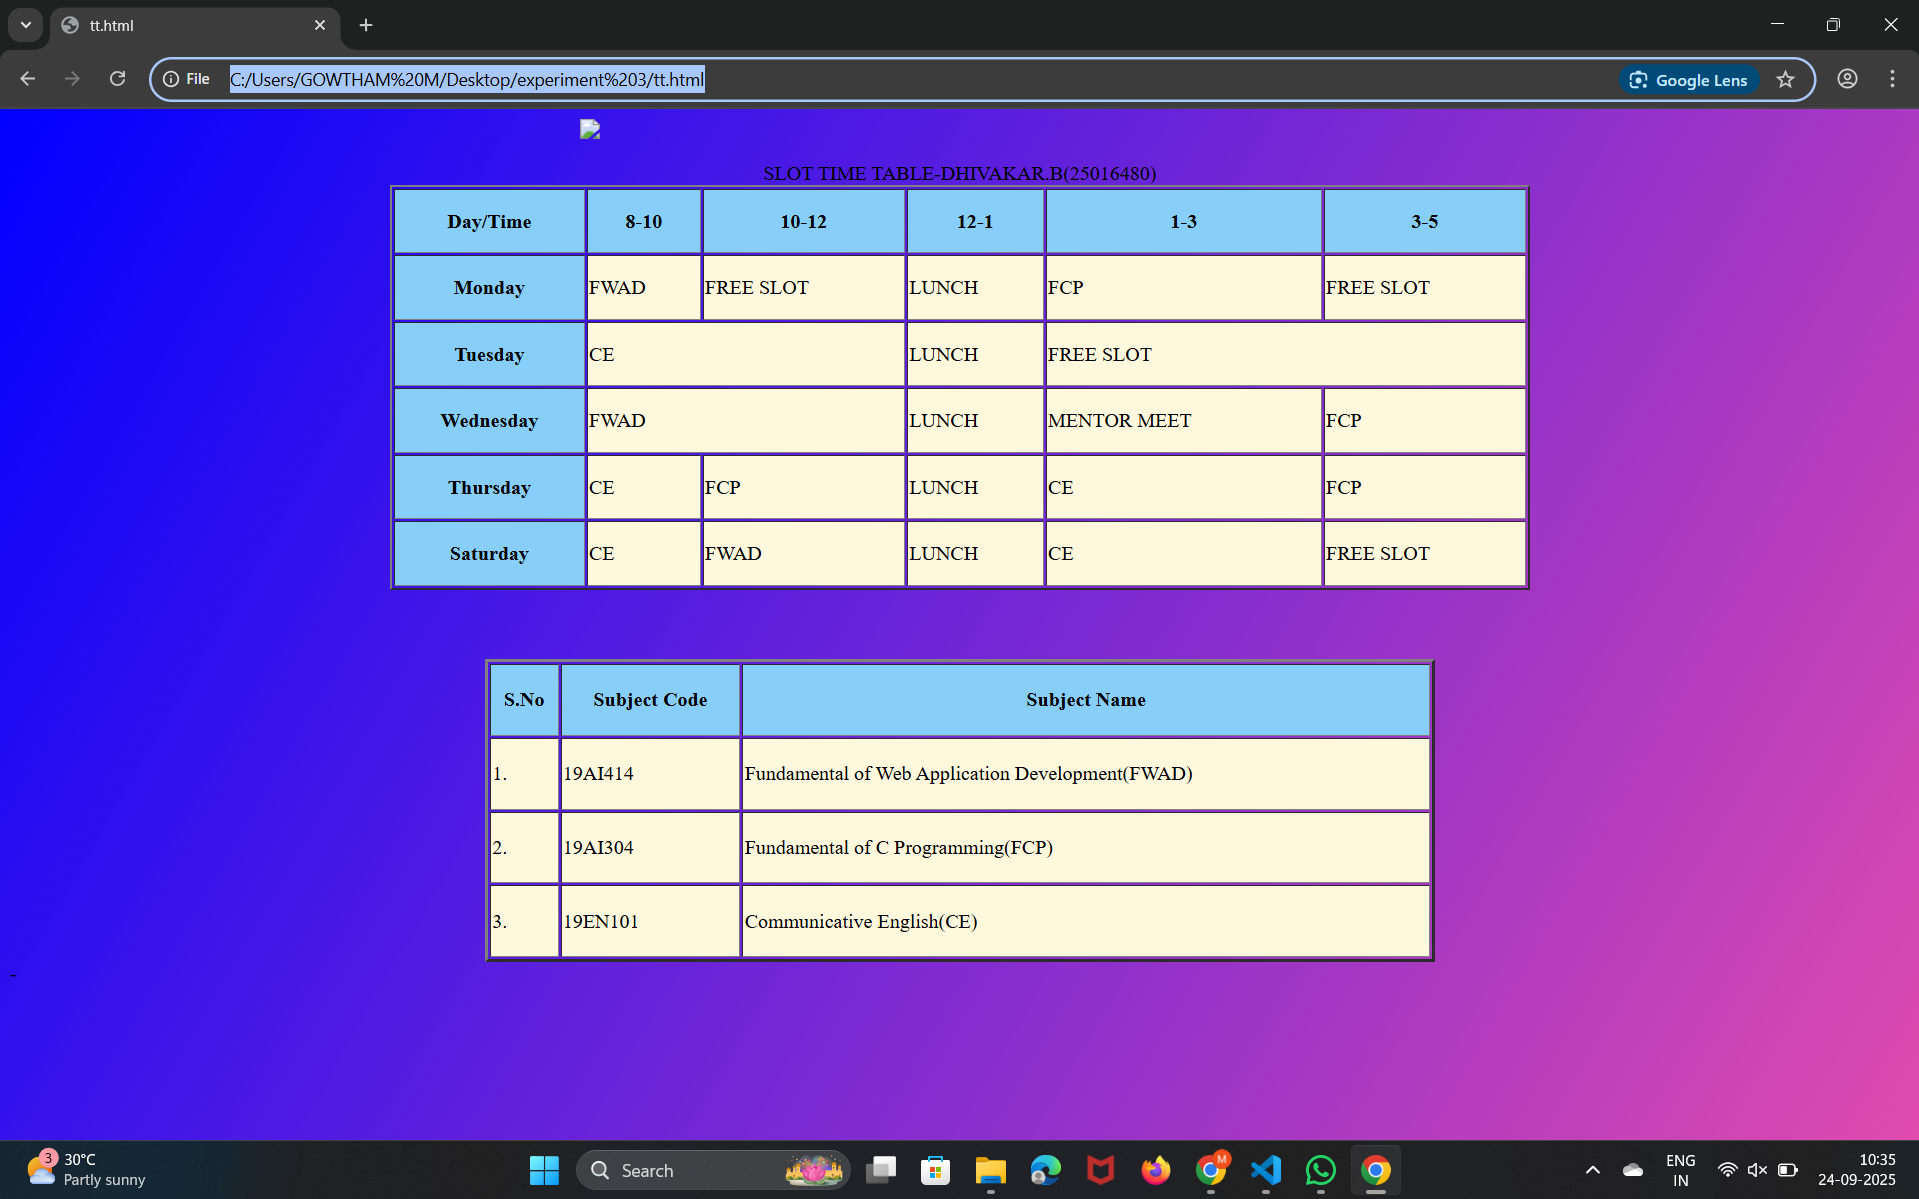 tt.html
File C:/Users/GOWTHAM%20M/Desktop/experiment%203/tt.html Google Lens
SLOT TIME TABLE-DHIVAKAR.B(25016480)
Day/Time 8-10 10-12 12-1 1-3 3-5
Monday FWAD FREE SLOT LUNCH FCP FREE SLOT
Tuesday CE LUNCH FREE SLOT
Wednesday FWAD LUNCH MENTOR MEET FCP
Thursday CE FCP LUNCH CE FCP
Saturday CE FWAD LUNCH CE FREE SLOT
S.No Subject Code Subject Name
1. 19AI414 Fundamental of Web Application Development(FWAD)
2. 19AI304 Fundamental of C Programming(FCP)
3. 19EN101 Communicative English(CE)
-
3 30°C
Partly sunny
Search
M
ENG
IN
10:35
24-09-2025